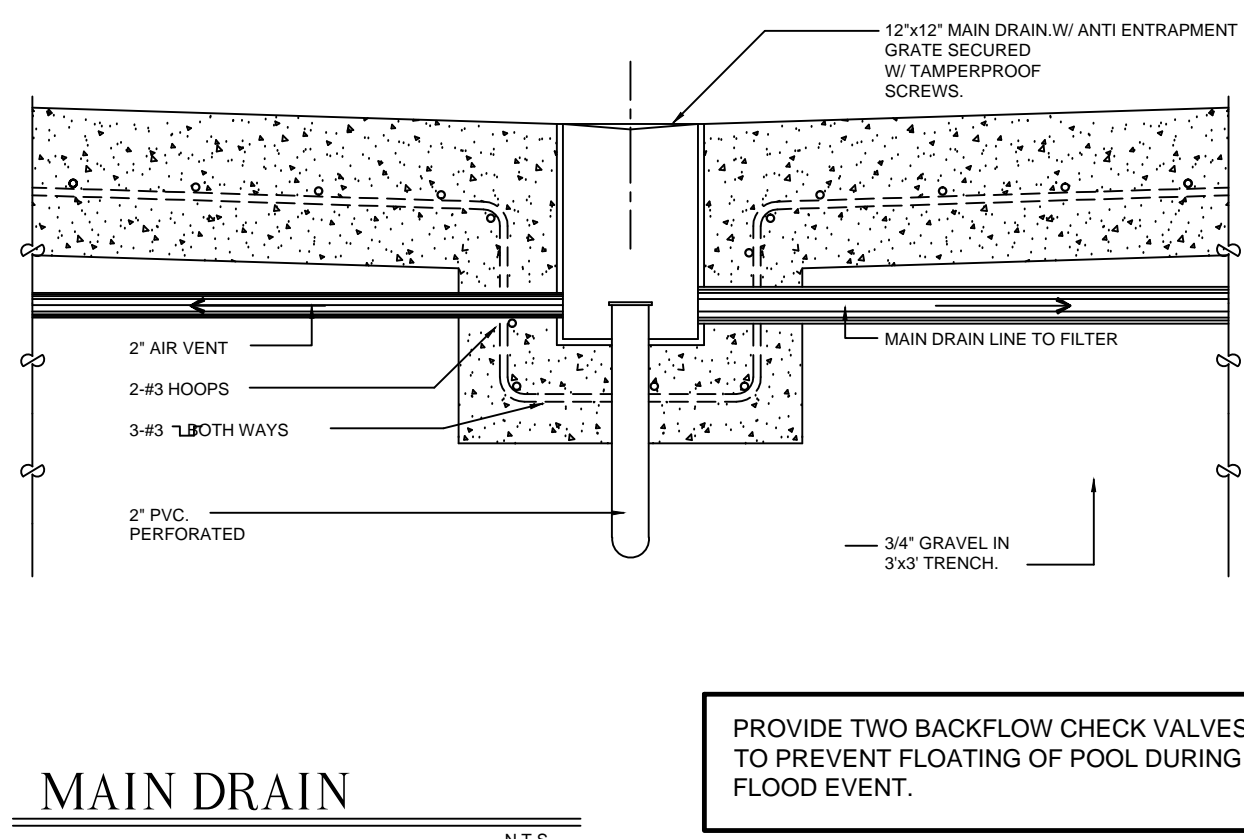 12"x12" MAIN DRAIN.W/ ANTI ENTRAPMENT
GRATE SECURED
W/ TAMPERPROOF
SCREWS.
2" AIR VENT
MAIN DRAIN LINE TO FILTER
2-#3 HOOPS
3-#3 BOTH WAYS
2" PVC.
PERFORATED
3/4" GRAVEL IN
3'x3' TRENCH.
PROVIDE TWO BACKFLOW CHECK VALVES
TO PREVENT FLOATING OF POOL DURING
FLOOD EVENT.
MAIN DRAIN
N.T.S.